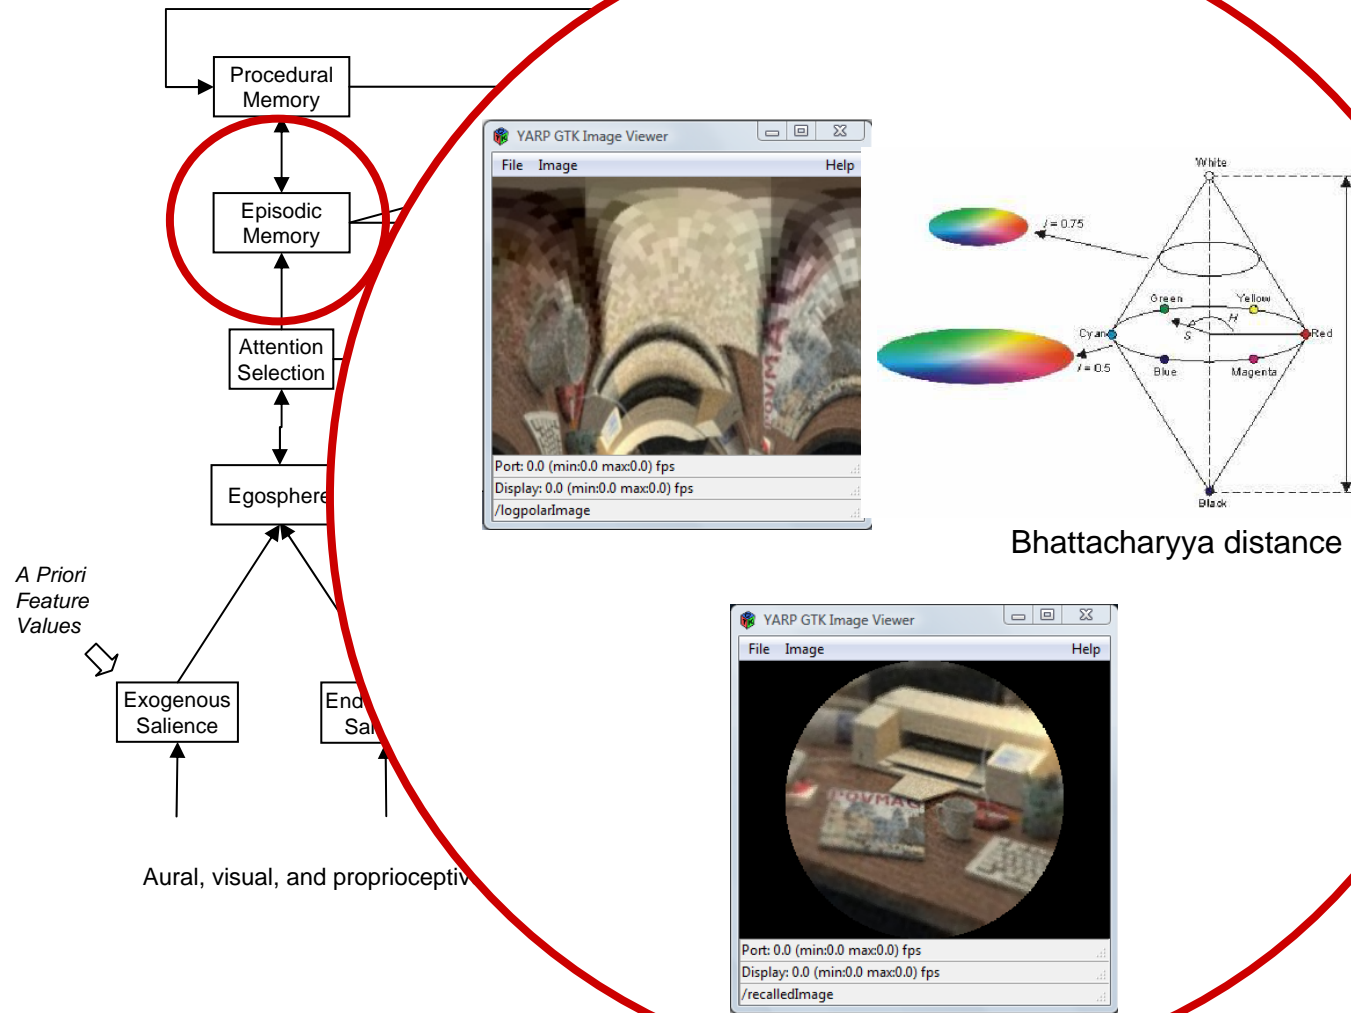 Procedural
Memory
Episodic
Memory
Attention
Selection
Egosphere
A Priori
Feature
Values
Exogenous
Salience
End
Sal
Aural, visual, and proprioceptiv
YARP GTK Image Viewer
File Image Help
POVMA
Port: 0.0 (min:0.0 max:0.0) fps
Display: 0.0 (min:0.0 max:0.0) fps
/logpolarImage
White
I = 0.75
Green
Yellow
H
Cyan
S
Red
I = 0.5
Blue
Magenta
Black
Bhattacharyya distance
YARP GTK Image Viewer
File Image Help
POVMAG
Port: 0.0 (min:0.0 max:0.0) fps
Display: 0.0 (min:0.0 max:0.0) fps
/recalledImage